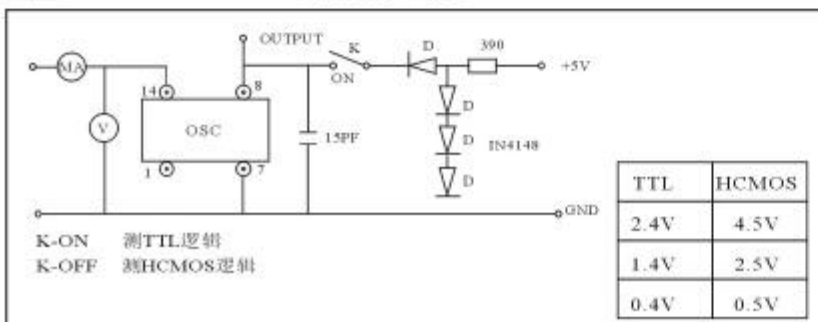 OUTPUT
K
D
390
+5V
MA
ON
14
8
V
OSC
15PF
D
D
IN4148
D
1
7
GND
K-ON 测TTL逻辑
K-OFF 测HCMOS逻辑
TTL HCMOS
2.4V 4.5V
1.4V 2.5V
0.4V 0.5V